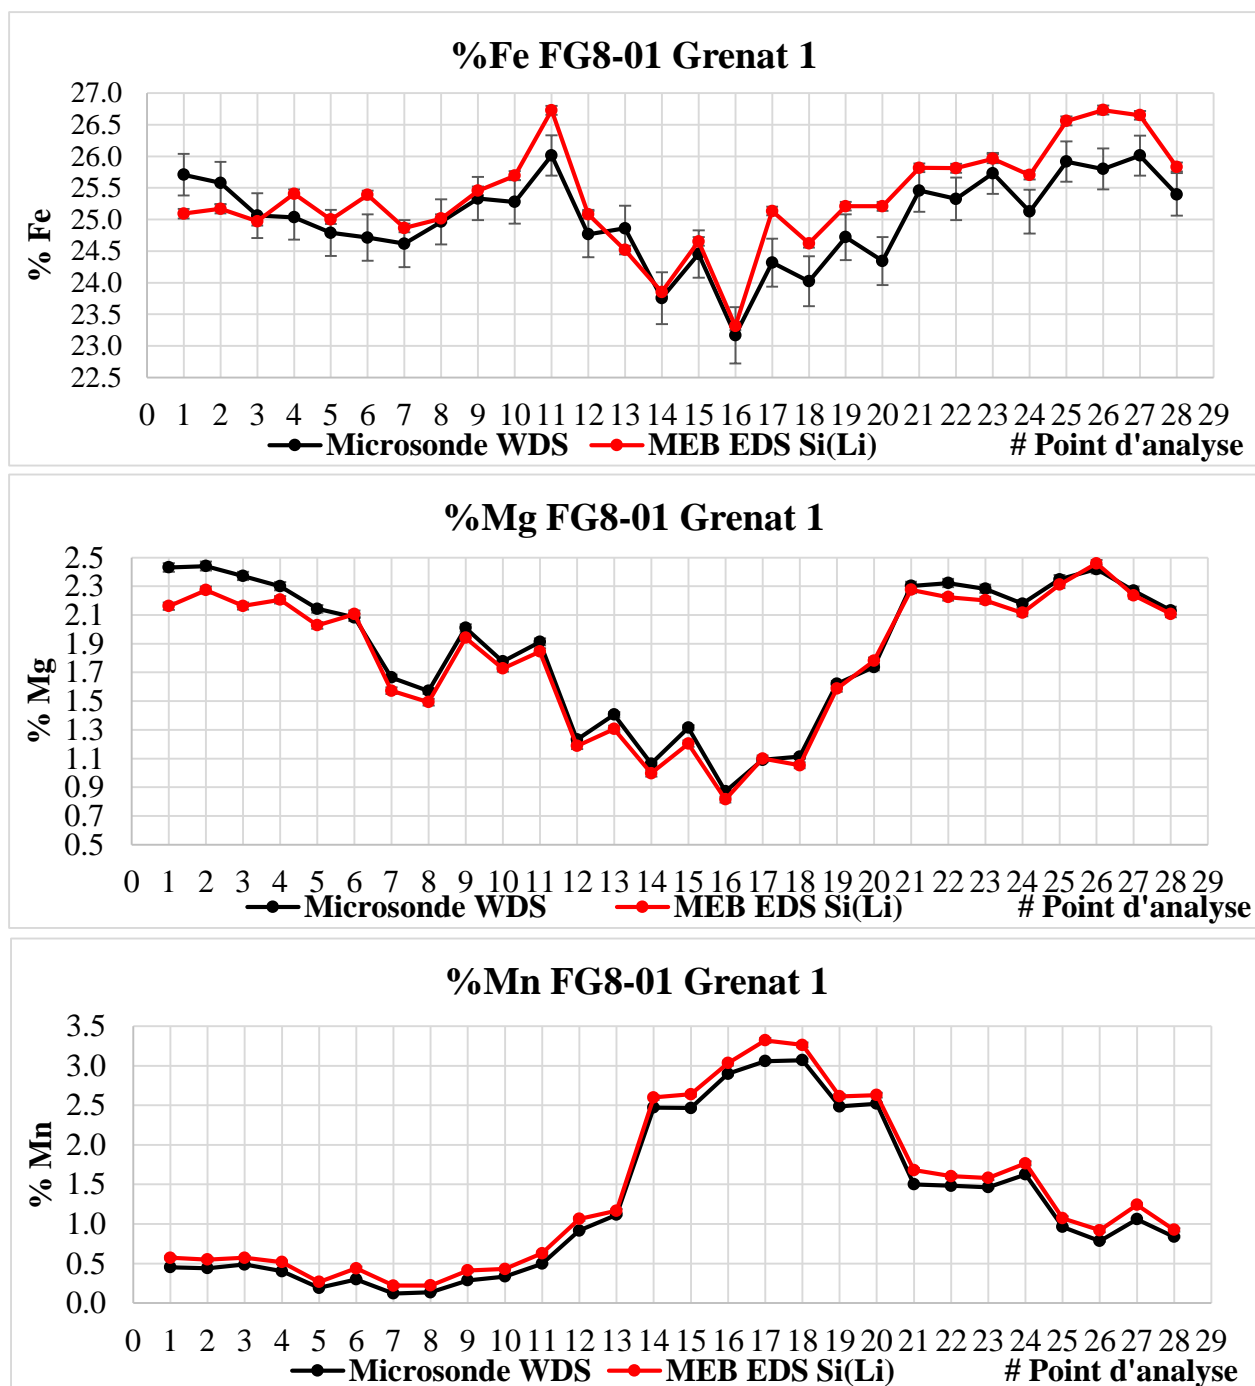 %Fe FG8-01 Grenat 1
27.0
26.5
26.0
25.5
25.0
24.5
24.0
23.5
23.0
22.5
% Fe
0 1 2 3 4 5 6 7 8 9 10 11 12 13 14 15 16 17 18 19 20 21 22 23 24 25 26 27 28 29
Microsonde WDS MEB EDS Si(Li) # Point d'analyse
%Mg FG8-01 Grenat 1
2.5
2.3
2.1
1.9
1.7
1.5
1.3
1.1
0.9
0.7
0.5
% Mg
0 1 2 3 4 5 6 7 8 9 10 11 12 13 14 15 16 17 18 19 20 21 22 23 24 25 26 27 28 29
Microsonde WDS MEB EDS Si(Li) # Point d'analyse
%Mn FG8-01 Grenat 1
3.5
3.0
2.5
2.0
1.5
1.0
0.5
0.0
% Mn
0 1 2 3 4 5 6 7 8 9 10 11 12 13 14 15 16 17 18 19 20 21 22 23 24 25 26 27 28 29
Microsonde WDS MEB EDS Si(Li) # Point d'analyse